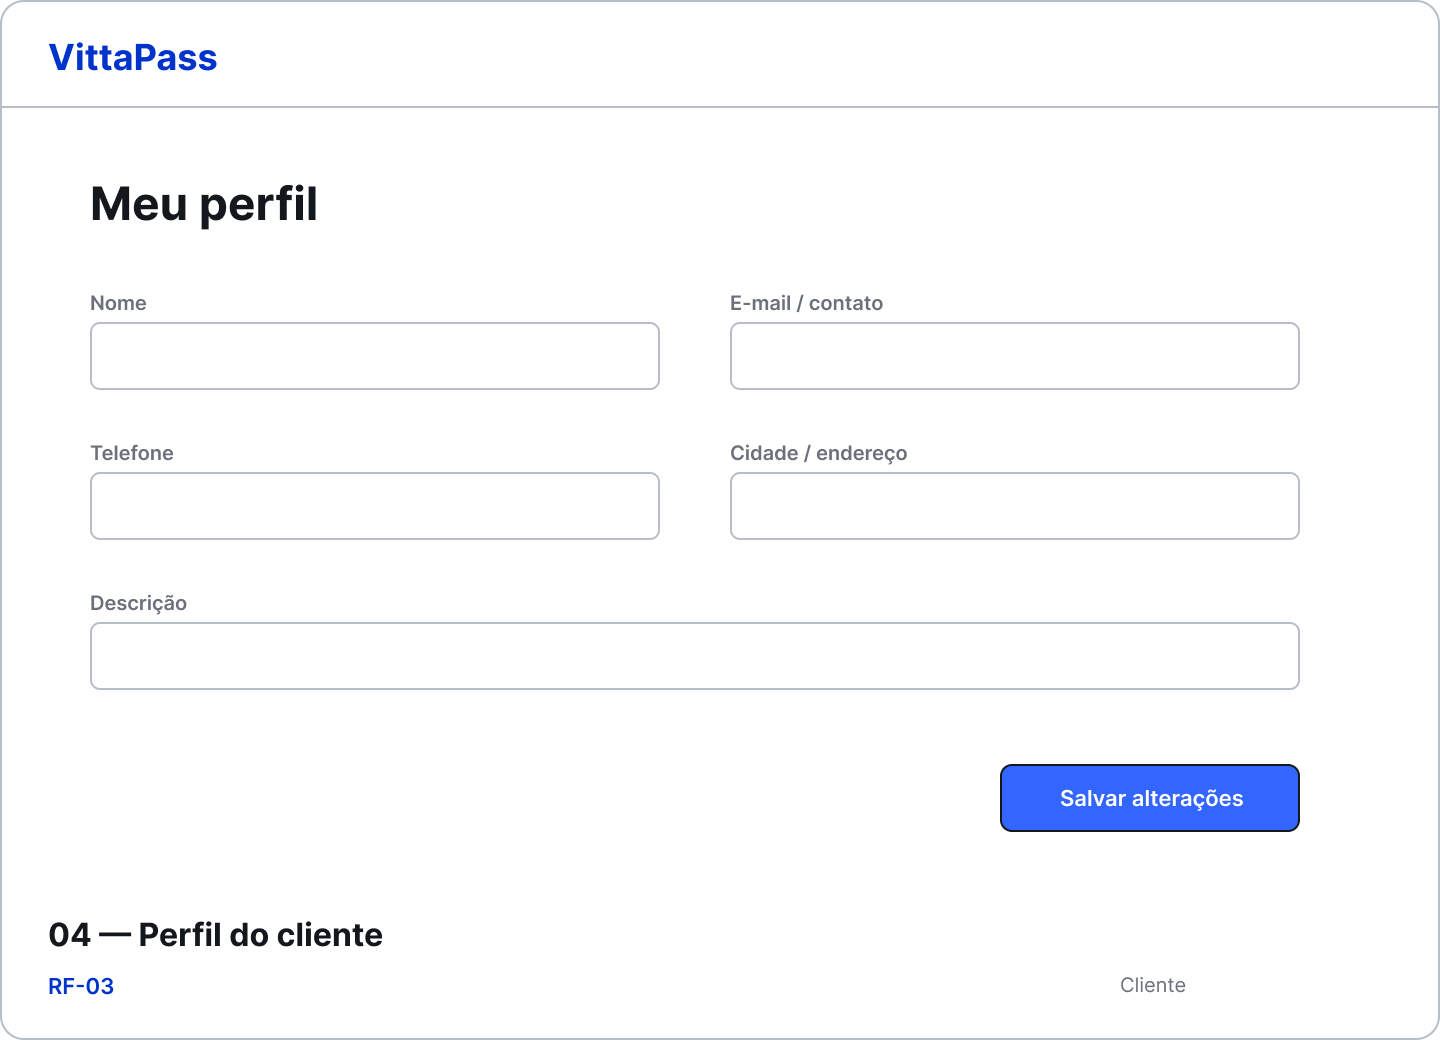 VittaPass
Meu perfil
Nome
E-mail / contato
Telefone
Cidade / endereço
Descrição
Salvar alterações
04 — Perfil do cliente
RF-03
Cliente